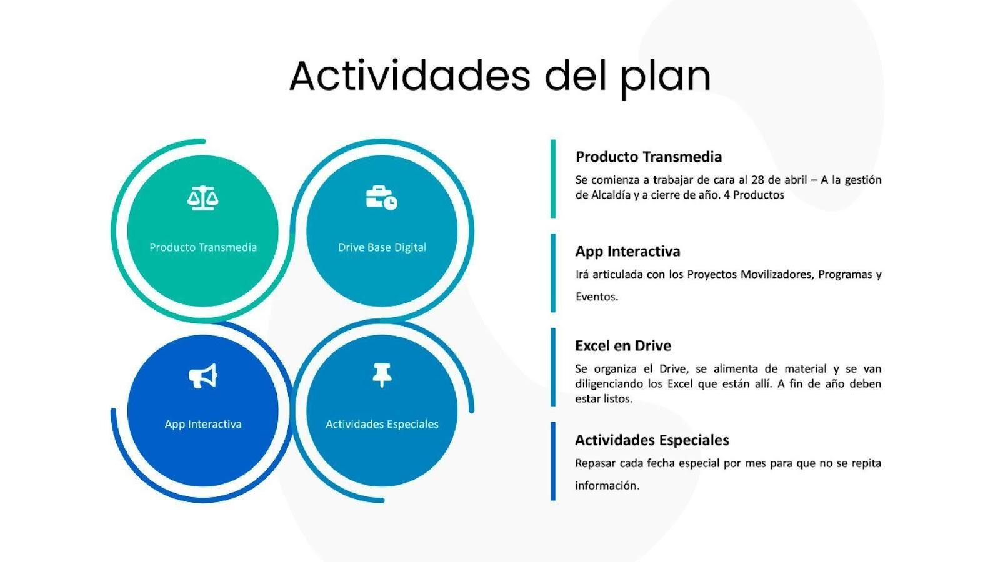 Actividades del plan
Producto Transmedia
Drive Base Digital
App Interactiva
Actividades Especiales
Producto Transmedia
Se comienza a trabajar de cara al 28 de abril – A la gestión
de Alcaldía y a cierre de año. 4 Productos
App Interactiva
Irá articulada con los Proyectos Movilizadores, Programas y
Eventos.
Excel en Drive
Se organiza el Drive, se alimenta de material y se van
diligenciando los Excel que están allí. A fin de año deben
estar listos.
Actividades Especiales
Repasar cada fecha especial por mes para que no se repita
información.